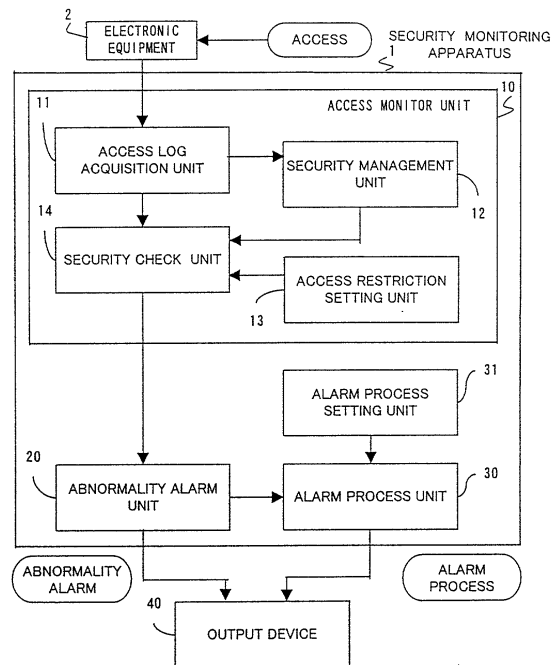 2
ELECTRONIC
EQUIPMENT
ACCESS
SECURITY MONITORING
APPARATUS
1
10
ACCESS MONITOR UNIT
11
ACCESS LOG
ACQUISITION UNIT
SECURITY MANAGEMENT
UNIT
12
14
SECURITY CHECK UNIT
ACCESS RESTRICTION
SETTING UNIT
13
31
ALARM PROCESS
SETTING UNIT
20
ABNORMALITY ALARM
UNIT
ALARM PROCESS UNIT
30
ABNORMALITY
ALARM
ALARM
PROCESS
40
OUTPUT DEVICE